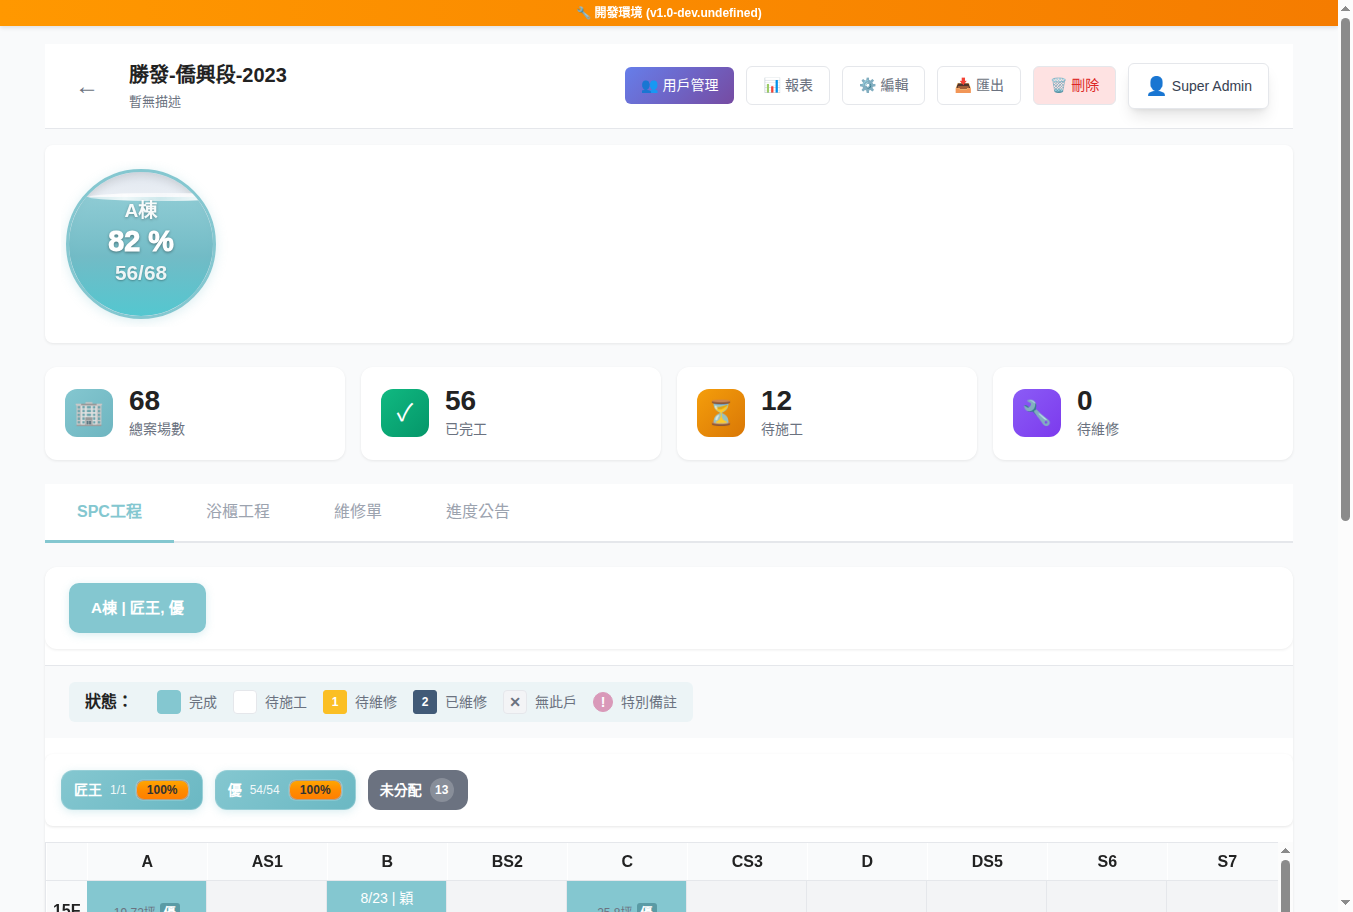 🔧 開發環境 (v1.0-dev.undefined)
←
勝發-僑興段-2023
暫無描述
👥 用戶管理
📊 報表
⚙️ 編輯
📥 匯出
🗑️ 刪除
👤 Super Admin
A棟
82 %
56/68
68
總案場數
56
已完工
12
待施工
0
待維修
SPC工程
浴櫃工程
維修單
進度公告
A棟 | 匠王, 優
狀態：
完成
待施工
1 待維修
2 已維修
✕ 無此戶
! 特別備註
匠王 1/1 100%
優 54/54 100%
未分配 13
A AS1 B BS2 C CS3 D DS5 S6 S7
8/23 | 穎
15F